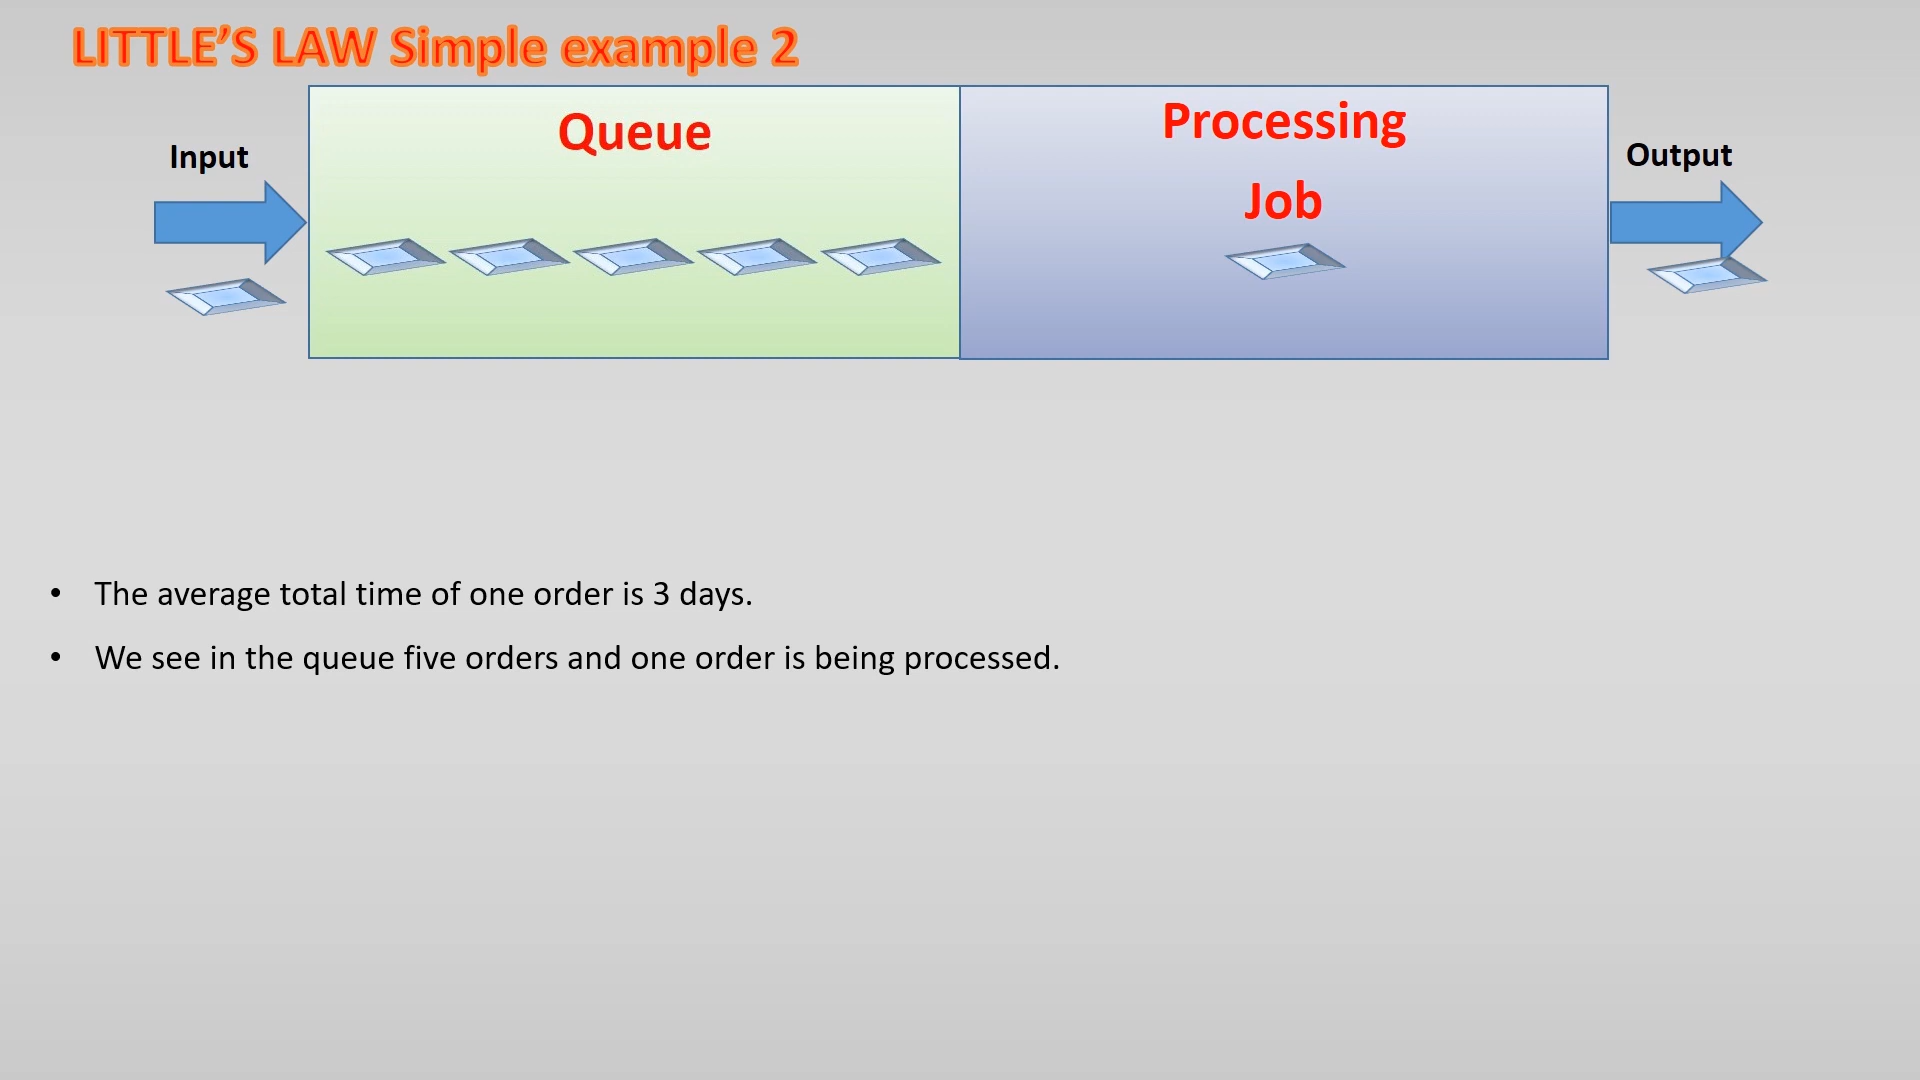 LITTLE’S LAW Simple example 2
Queue
Processing
Job
Input
Output
• The average total time of one order is 3 days.
• We see in the queue five orders and one order is being processed.